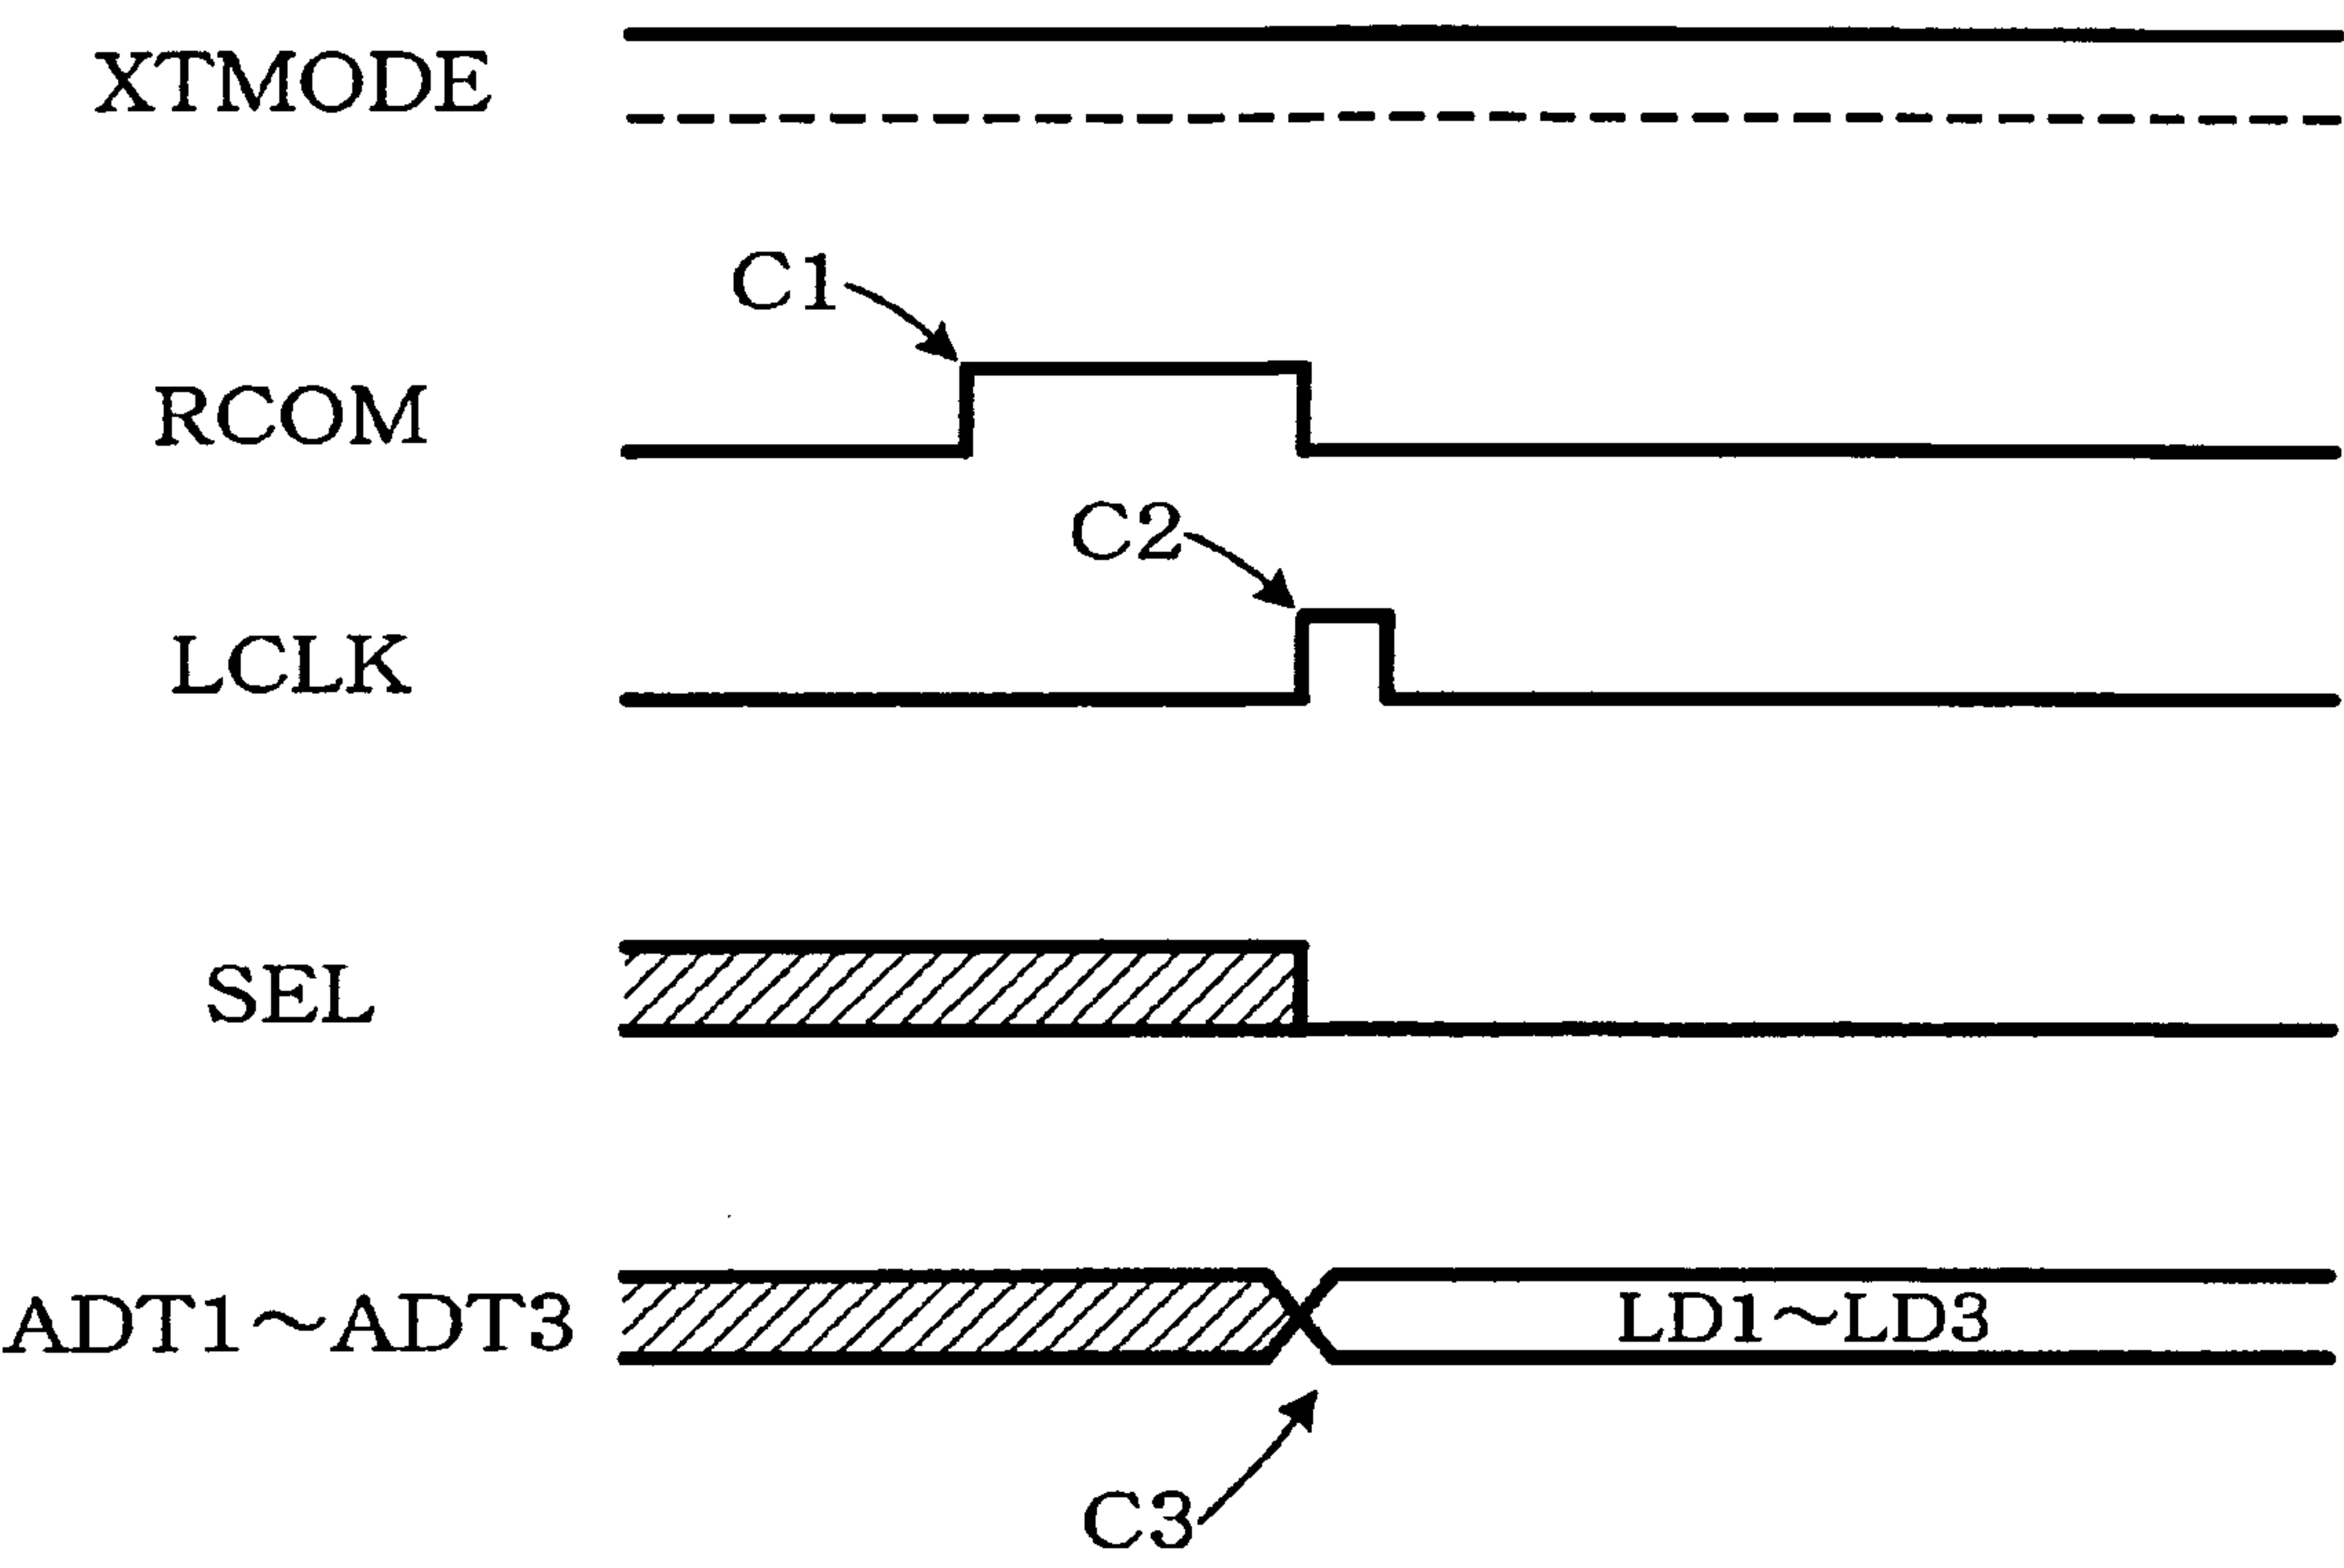 XTMODE
C1
RCOM
C2
LCLK
SEL
ADT1～ADT3
LD1～LD3
C3